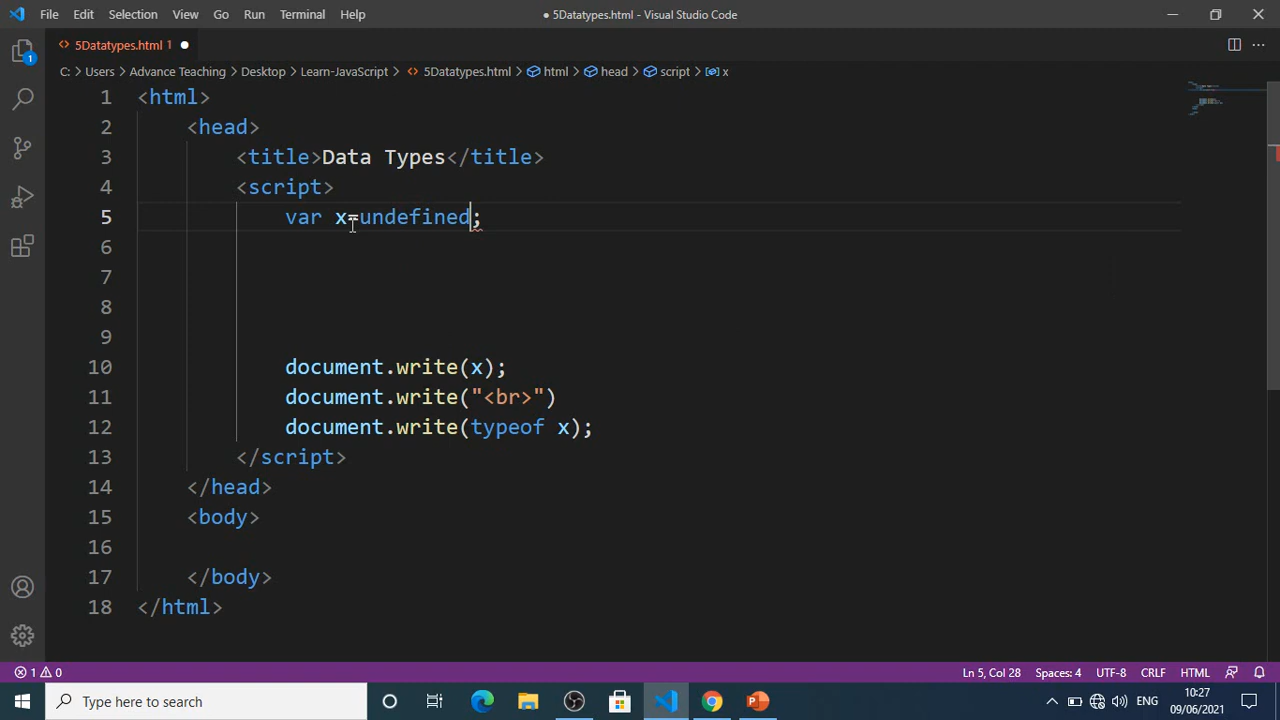 File Edit Selection View Go Run Terminal Help ● 5Datatypes.html - Visual Studio Code
<> 5Datatypes.html 1 ●
C: > Users > Advance Teaching > Desktop > Learn-JavaScript > <> 5Datatypes.html > html > head > script > x
1 <html>
2 <head>
3 <title>Data Types</title>
4 <script>
5 var x=undefined;
6
7
8
9
10 document.write(x);
11 document.write("<br>")
12 document.write(typeof x);
13 </script>
14 </head>
15 <body>
16
17 </body>
18 </html>
1
1 0 Ln 5, Col 28 Spaces: 4 UTF-8 CRLF HTML
Type here to search ENG 10:27
09/06/2021